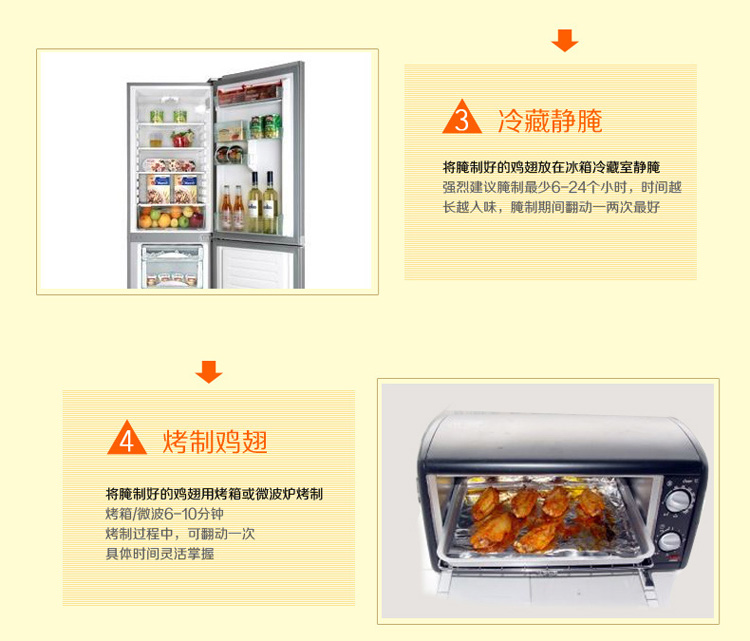 3 冷藏静腌
将腌制好的鸡翅放在冰箱冷藏室静腌
强烈建议腌制最少6-24个小时，时间越
长越入味，腌制期间翻动一两次最好
4 烤制鸡翅
将腌制好的鸡翅用烤箱或微波炉烤制
烤箱/微波6-10分钟
烤制过程中，可翻动一次
具体时间灵活掌握